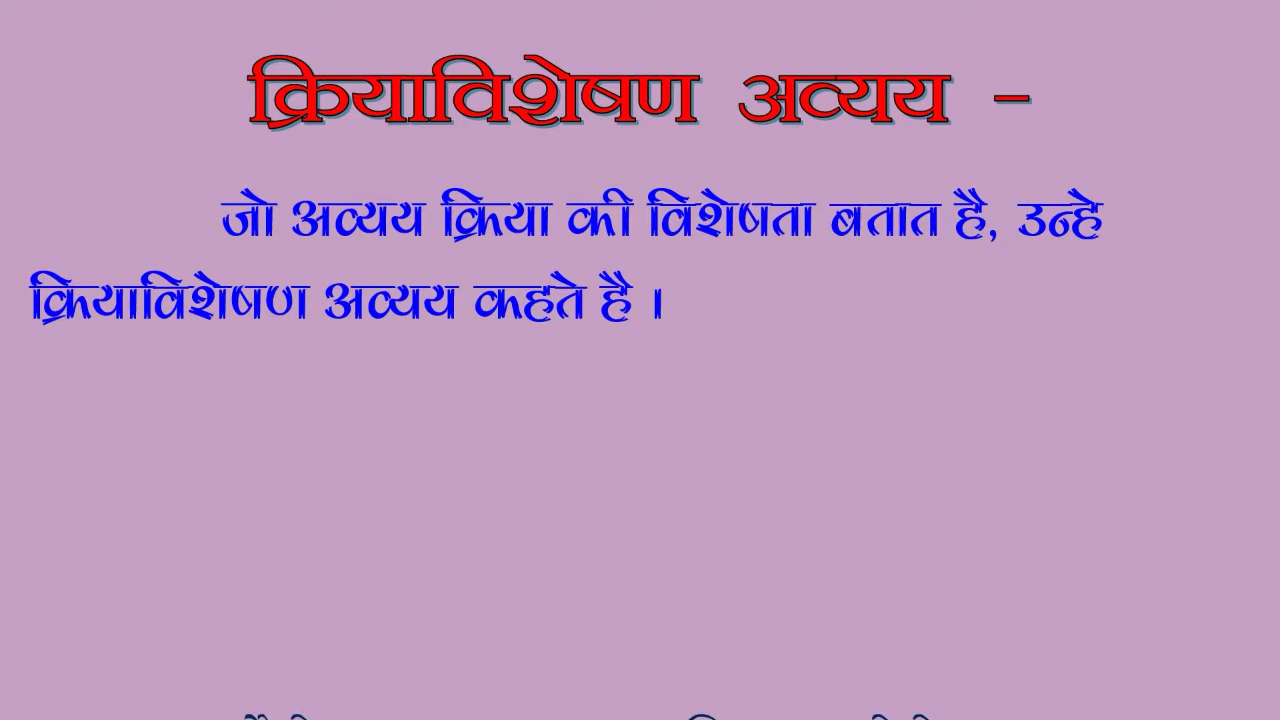 क्रियाविशेषण अव्यय -
जो अव्यय क्रिया की विशेषता बतात है, उन्हे
क्रियाविशेषण अव्यय कहते है ।